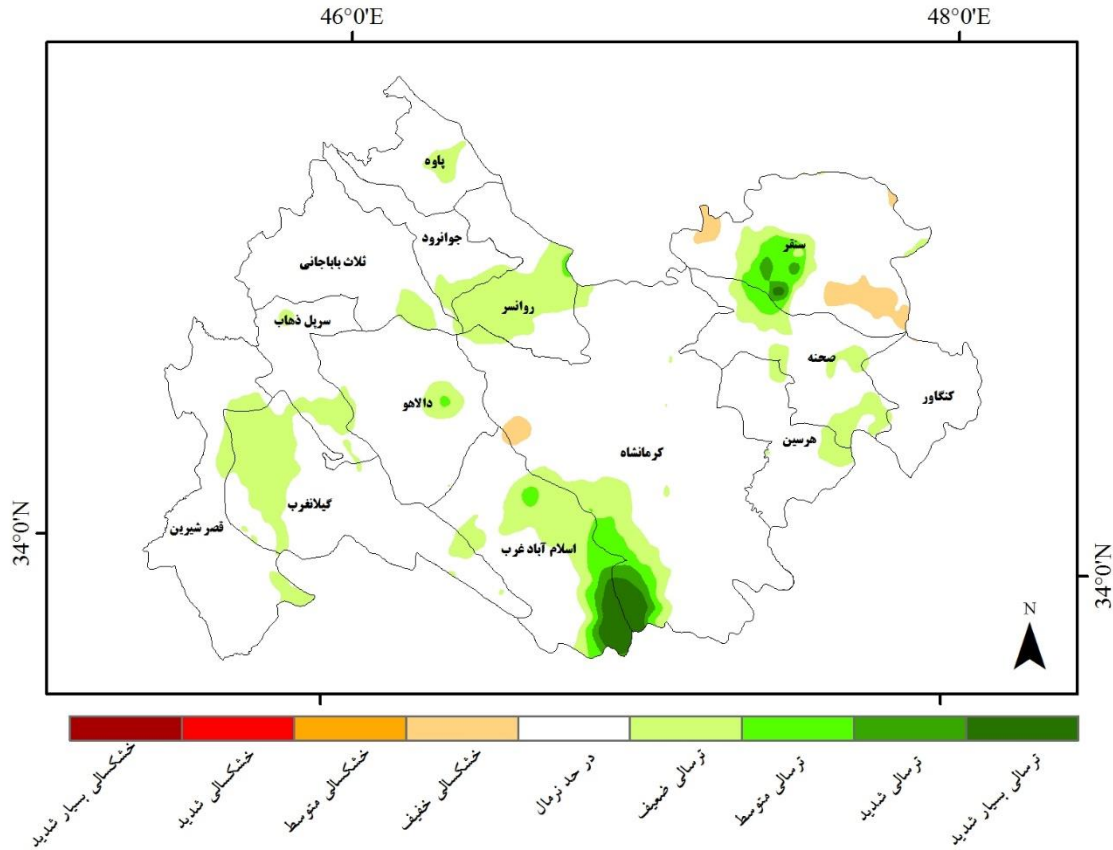 46°0'E
48°0'E
پاوه
جوانرود
سنقر
ثلاث باباجانی
روانسر
سرپل ذهاب
صحنه
کنگاور
دالاهو
هرسین
کرمانشاه
گیلانغرب
قصر شیرین
34°0'N
اسلام آباد غرب
34°0'N
N
خشکسالی بسیار شدید
خشکسالی شدید
خشکسالی متوسط
خشکسالی خفیف
در حد نرمال
ترسالی ضعیف
ترسالی متوسط
ترسالی شدید
ترسالی بسیار شدید